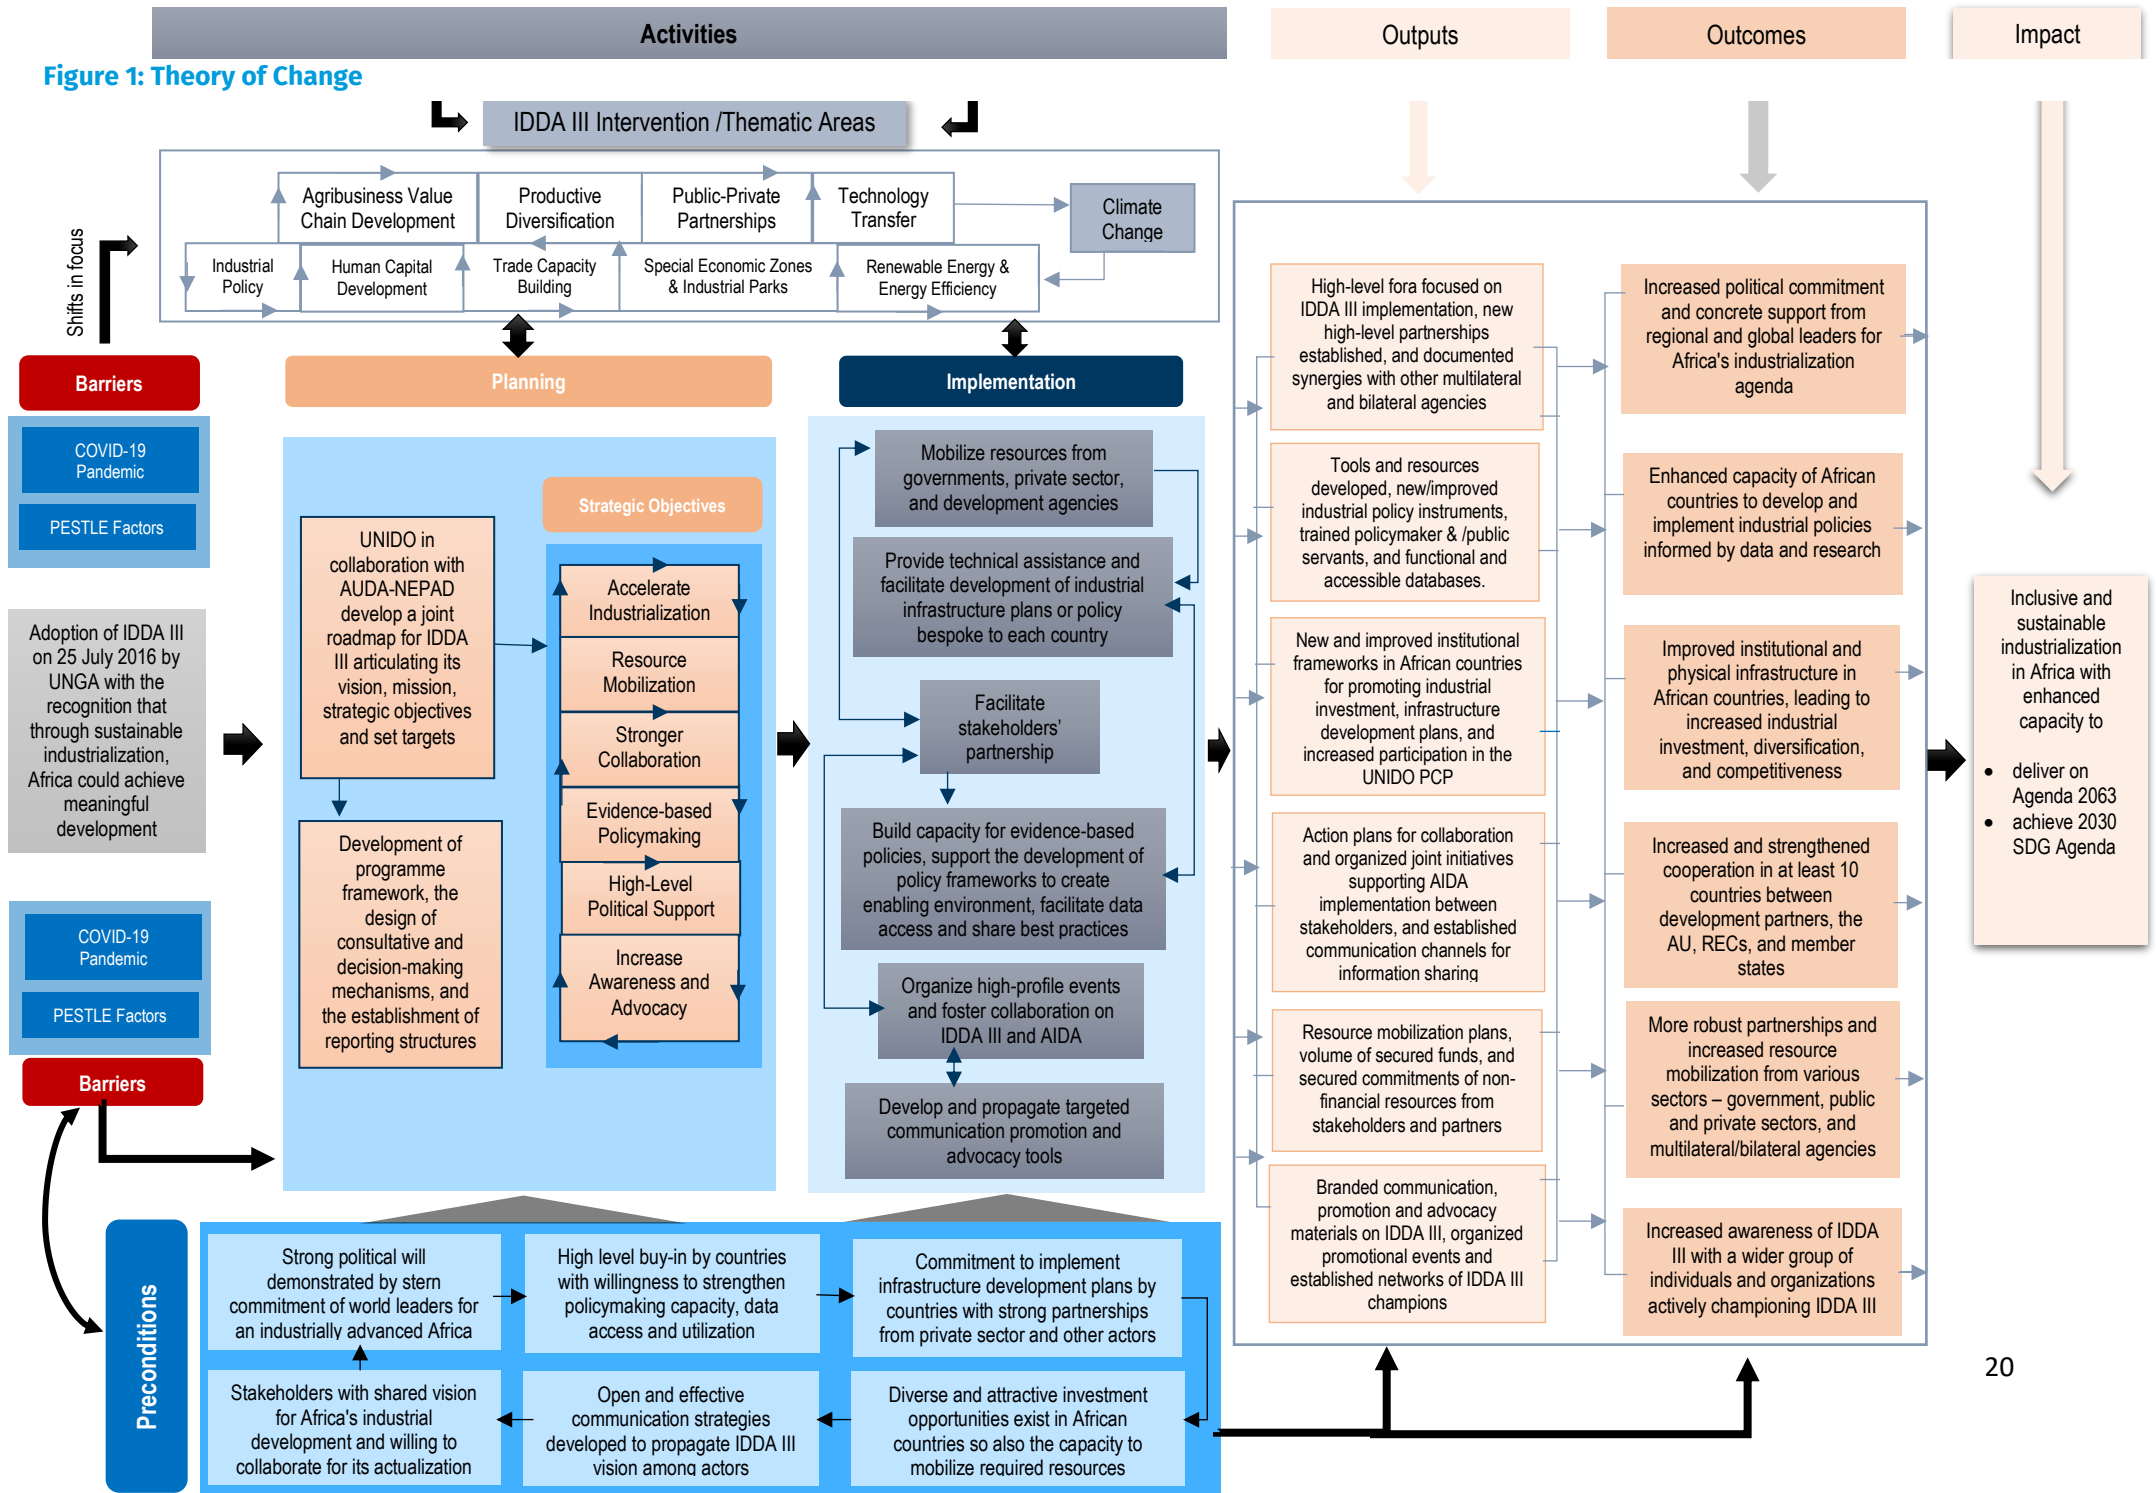 Activities
Outputs
Outcomes
Impact
Figure 1: Theory of Change
IDDA III Intervention /Thematic Areas
Agribusiness Value
Chain Development
Productive
Diversification
Public-Private
Partnerships
Technology
Transfer
Climate
Change
Industrial
Policy
Human Capital
Development
Trade Capacity
Building
Special Economic Zones
& Industrial Parks
Renewable Energy &
Energy Efficiency
Shifts in focus
Barriers
COVID-19
Pandemic
PESTLE Factors
Adoption of IDDA III
on 25 July 2016 by
UNGA with the
recognition that
through sustainable
industrialization,
Africa could achieve
meaningful
development
COVID-19
Pandemic
PESTLE Factors
Barriers
Planning
UNIDO in
collaboration with
AUDA-NEPAD
develop a joint
roadmap for IDDA
III articulating its
vision, mission,
strategic objectives
and set targets
Development of
programme
framework, the
design of
consultative and
decision-making
mechanisms, and
the establishment of
reporting structures
Strategic Objectives
Accelerate
Industrialization
Resource
Mobilization
Stronger
Collaboration
Evidence-based
Policymaking
High-Level
Political Support
Increase
Awareness and
Advocacy
Implementation
Mobilize resources from
governments, private sector,
and development agencies
Provide technical assistance and
facilitate development of industrial
infrastructure plans or policy
bespoke to each country
Facilitate
stakeholders’
partnership
Build capacity for evidence-based
policies, support the development of
policy frameworks to create
enabling environment, facilitate data
access and share best practices
Organize high-profile events
and foster collaboration on
IDDA III and AIDA
Develop and propagate targeted
communication promotion and
advocacy tools
High-level fora focused on
IDDA III implementation, new
high-level partnerships
established, and documented
synergies with other multilateral
and bilateral agencies
Tools and resources
developed, new/improved
industrial policy instruments,
trained policymaker & /public
servants, and functional and
accessible databases.
New and improved institutional
frameworks in African countries
for promoting industrial
investment, infrastructure
development plans, and
increased participation in the
UNIDO PCP
Action plans for collaboration
and organized joint initiatives
supporting AIDA
implementation between
stakeholders, and established
communication channels for
information sharing
Resource mobilization plans,
volume of secured funds, and
secured commitments of non-
financial resources from
stakeholders and partners
Branded communication,
promotion and advocacy
materials on IDDA III, organized
promotional events and
established networks of IDDA III
champions
Increased political commitment
and concrete support from
regional and global leaders for
Africa's industrialization
agenda
Enhanced capacity of African
countries to develop and
implement industrial policies
informed by data and research
Improved institutional and
physical infrastructure in
African countries, leading to
increased industrial
investment, diversification,
and competitiveness
Increased and strengthened
cooperation in at least 10
countries between
development partners, the
AU, RECs, and member
states
More robust partnerships and
increased resource
mobilization from various
sectors – government, public
and private sectors, and
multilateral/bilateral agencies
Increased awareness of IDDA
III with a wider group of
individuals and organizations
actively championing IDDA III
Inclusive and
sustainable
industrialization
in Africa with
enhanced
capacity to
• deliver on
Agenda 2063
• achieve 2030
SDG Agenda
Preconditions
Strong political will
demonstrated by stern
commitment of world leaders for
an industrially advanced Africa
High level buy-in by countries
with willingness to strengthen
policymaking capacity, data
access and utilization
Commitment to implement
infrastructure development plans by
countries with strong partnerships
from private sector and other actors
Stakeholders with shared vision
for Africa's industrial
development and willing to
collaborate for its actualization
Open and effective
communication strategies
developed to propagate IDDA III
vision among actors
Diverse and attractive investment
opportunities exist in African
countries so also the capacity to
mobilize required resources
20